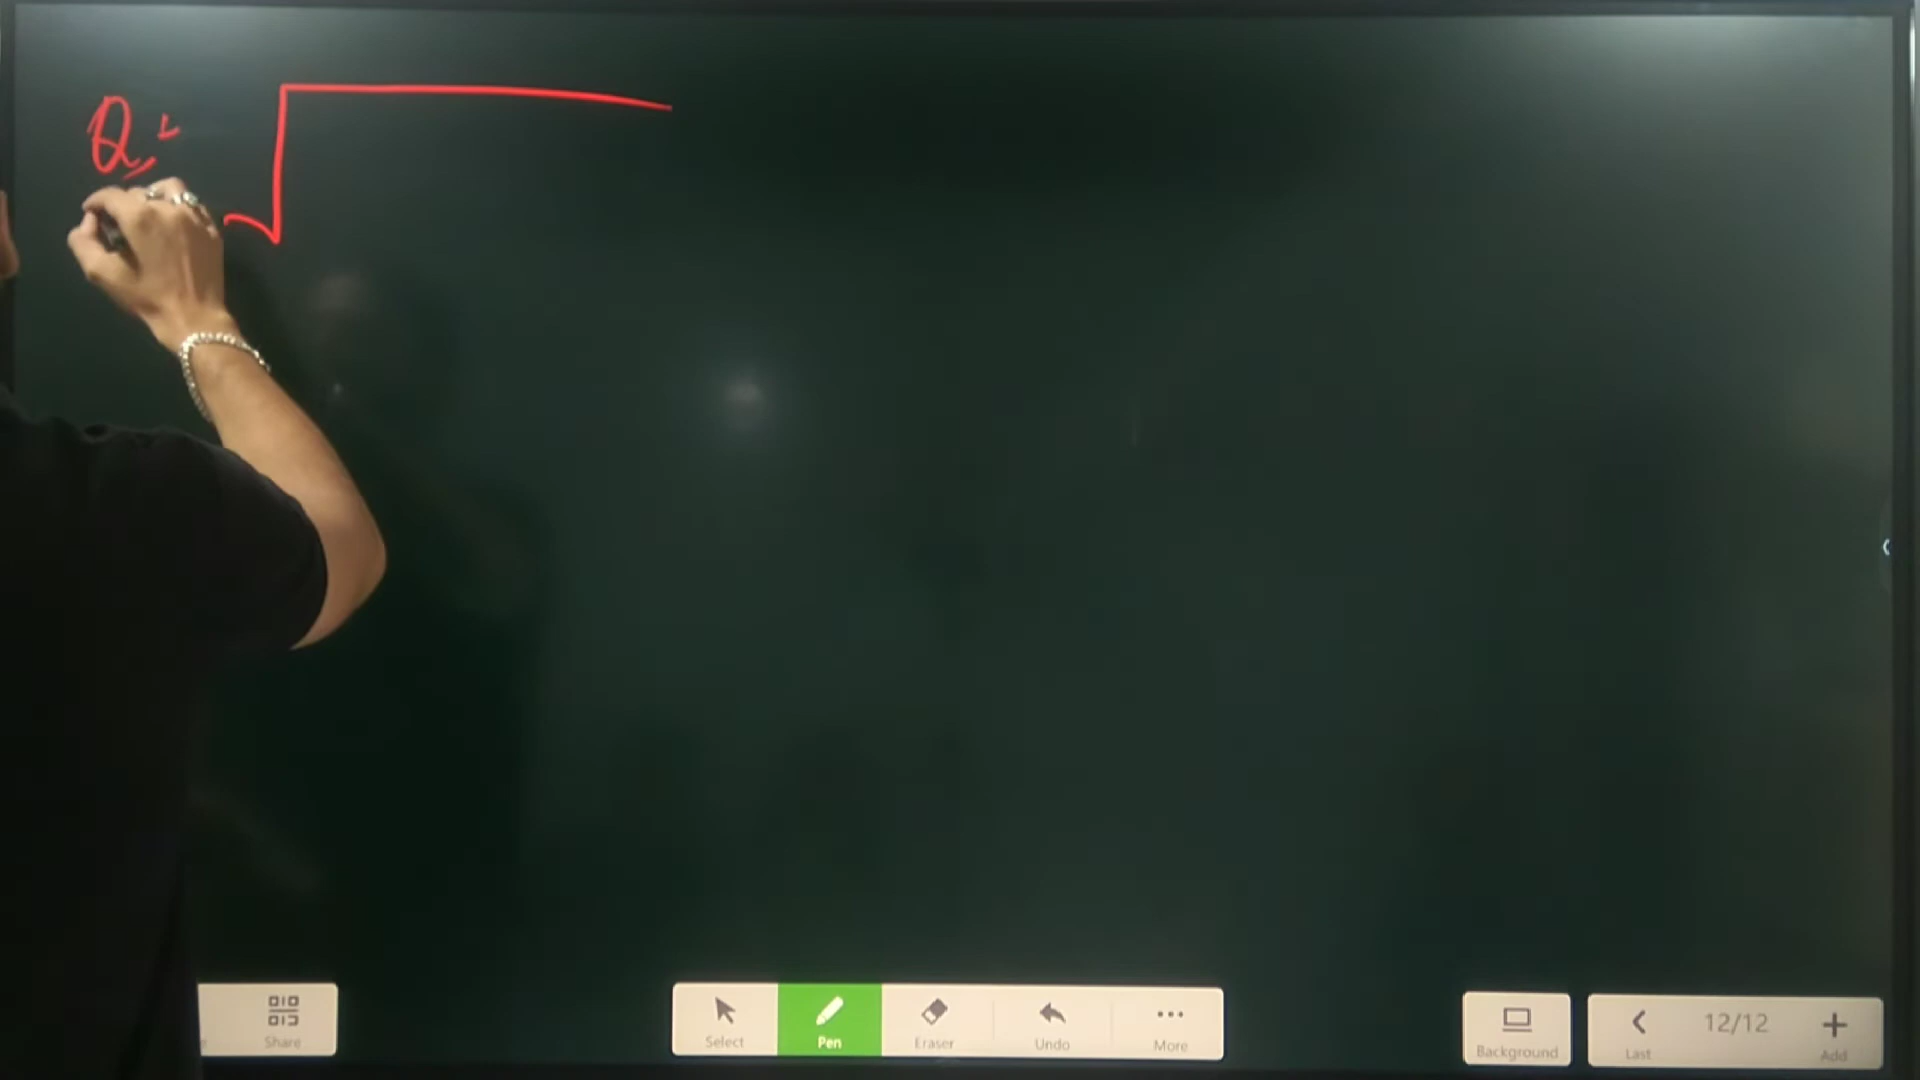 Q,
Share
Select
Pen
Eraser
Undo
More
Background
Last
12/12
Add